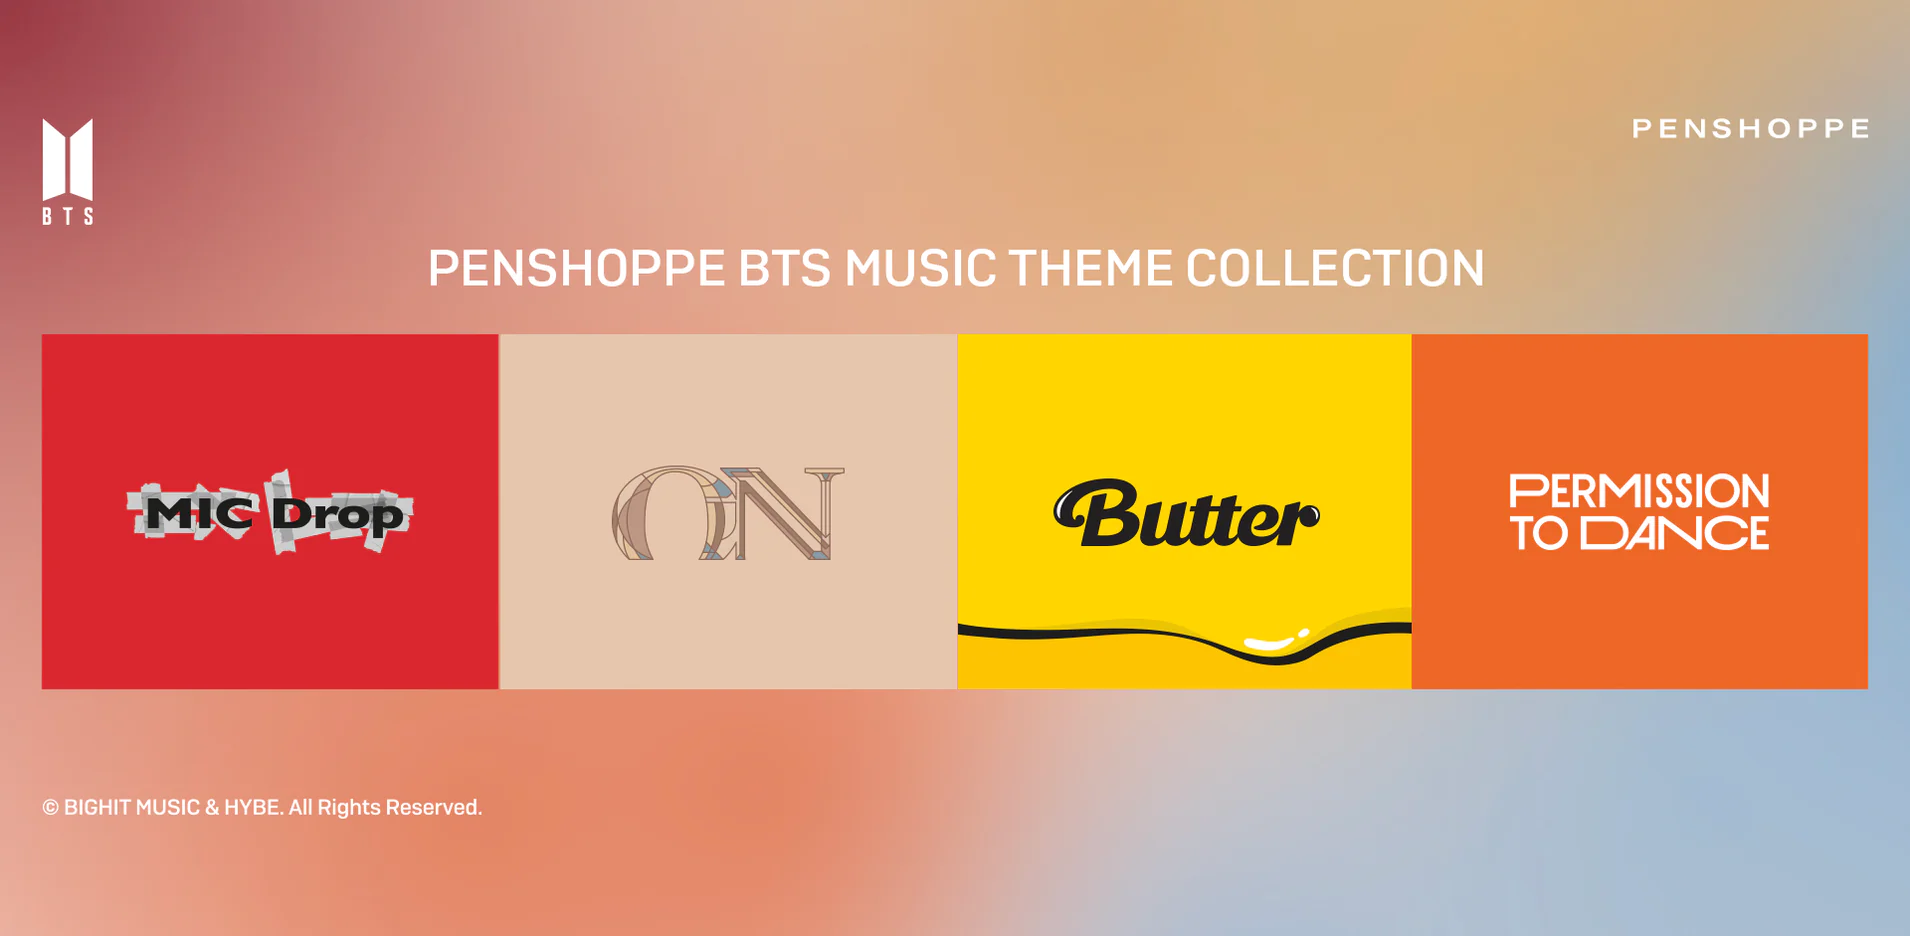 BTS
PENSHOPPE
PENSHOPPE BTS MUSIC THEME COLLECTION
MIC Drop
ON
Butter
PERMISSION
TO DANCE
© BIGHIT MUSIC & HYBE. All Rights Reserved.